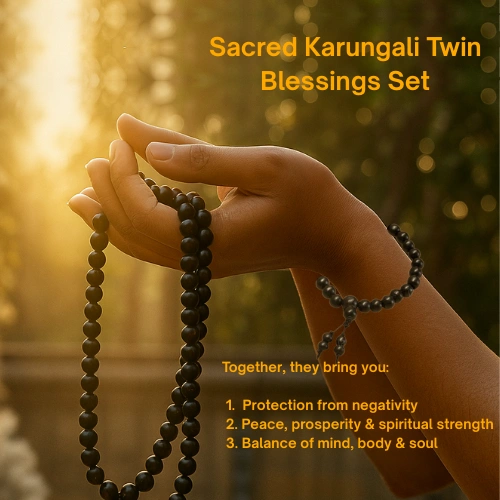 Sacred Karungali Twin
Blessings Set
Together, they bring you:
1. Protection from negativity
2. Peace, prosperity & spiritual strength
3. Balance of mind, body & soul